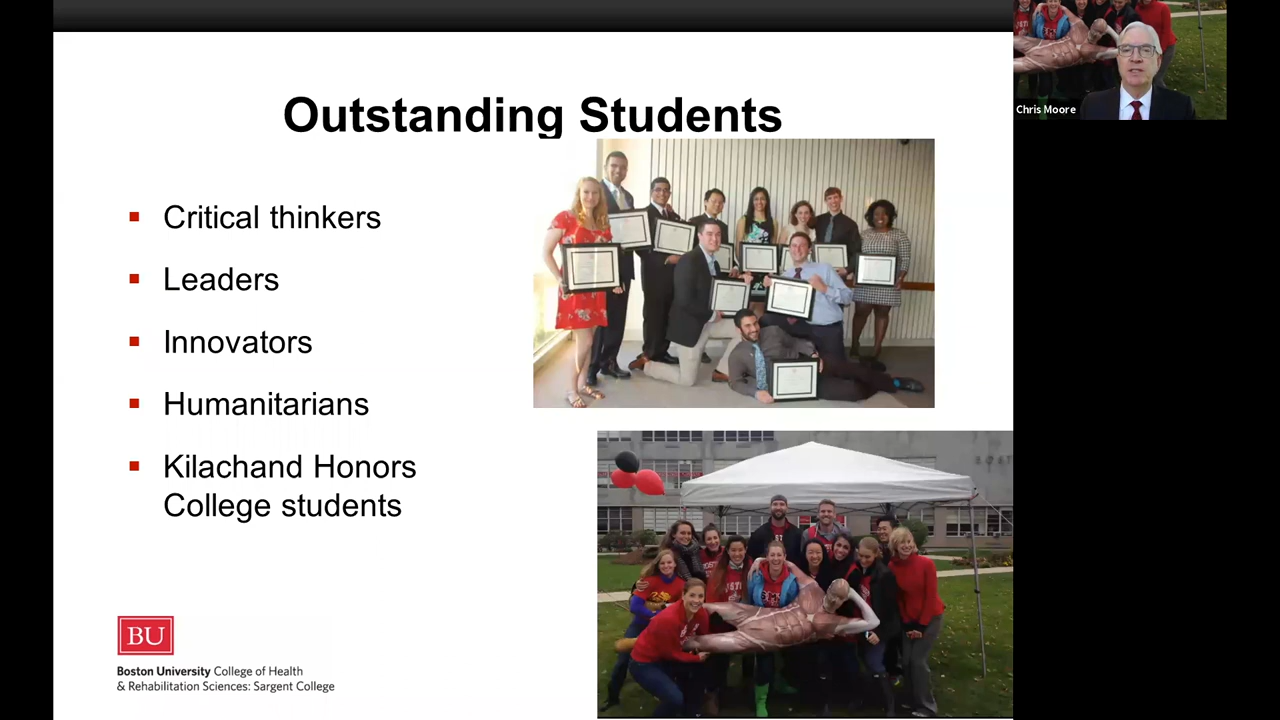 Outstanding Students
Critical thinkers
Leaders
Innovators
Humanitarians
Kilachand Honors
College students
BU
Boston University College of Health
& Rehabilitation Sciences: Sargent College
Chris Moore